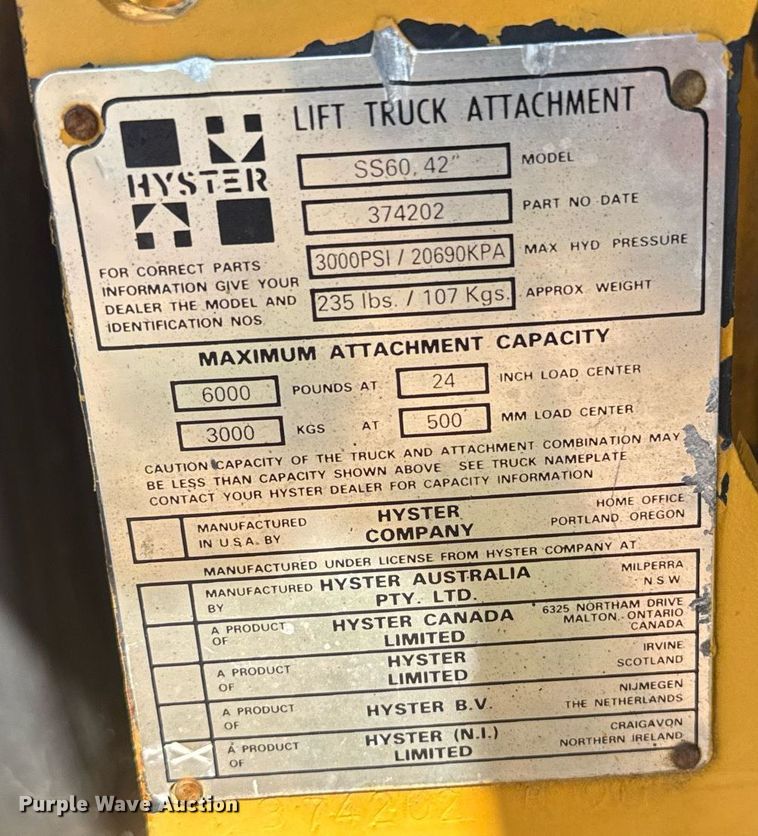 LIFT TRUCK ATTACHMENT
HYSTER
SS60, 42" MODEL
374202 PART NO DATE
3000PSI / 20690KPA MAX HYD PRESSURE
235 lbs. / 107 Kgs. APPROX WEIGHT
FOR CORRECT PARTS
INFORMATION GIVE YOUR
DEALER THE MODEL AND
IDENTIFICATION NOS.
MAXIMUM ATTACHMENT CAPACITY
6000 POUNDS AT 24 INCH LOAD CENTER
3000 KGS AT 500 MM LOAD CENTER
CAUTION CAPACITY OF THE TRUCK AND ATTACHMENT COMBINATION MAY
BE LESS THAN CAPACITY SHOWN ABOVE SEE TRUCK NAMEPLATE
CONTACT YOUR HYSTER DEALER FOR CAPACITY INFORMATION
MANUFACTURED
IN U.S.A. BY
HYSTER
COMPANY
HOME OFFICE
PORTLAND, OREGON
MANUFACTURED UNDER LICENSE FROM HYSTER COMPANY AT
MANUFACTURED
BY
HYSTER AUSTRALIA
PTY. LTD.
MILPERRA
N S W
A PRODUCT
OF
HYSTER CANADA
LIMITED
6325 NORTHAM DRIVE
MALTON, ONTARIO
CANADA
A PRODUCT
OF
HYSTER
LIMITED
IRVINE
SCOTLAND
A PRODUCT
OF
HYSTER B.V.
NIJMEGEN
THE NETHERLANDS
X
A PRODUCT
OF
HYSTER (N.I.)
LIMITED
CRAIGAVON
NORTHERN IRELAND
374202
Purple Wave Auction